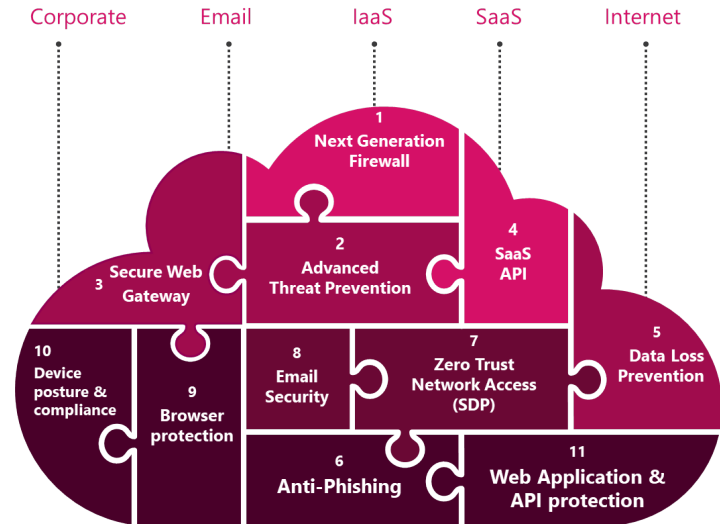 Corporate
Email
IaaS
SaaS
Internet
1
Next Generation
Firewall
2
Advanced
Threat Prevention
3
Secure Web
Gateway
4
SaaS
API
5
Data Loss
Prevention
10
Device
posture &
compliance
9
Browser
protection
8
Email
Security
7
Zero Trust
Network Access
(SDP)
6
Anti-Phishing
11
Web Application &
API protection